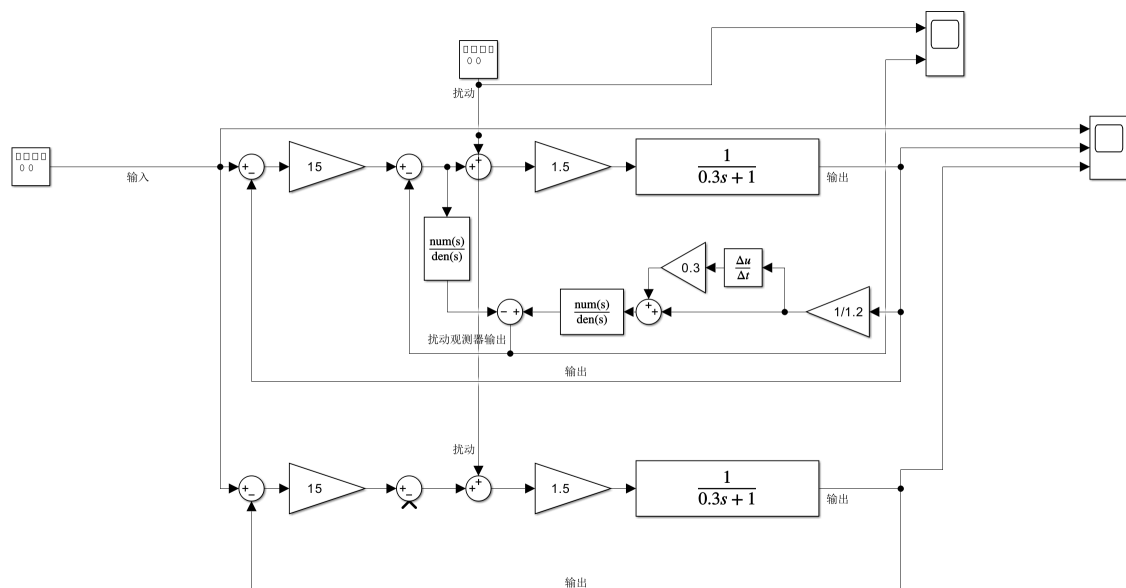 扰动
输入
+
−
15
+
−
+
+
1.5
1
0.3s + 1
输出
num(s)
den(s)
0.3
Δu
Δt
− +
num(s)
den(s)
+
+
1/1.2
扰动观测器输出
输出
扰动
+
−
15
+
−
+
+
1.5
1
0.3s + 1
输出
输出